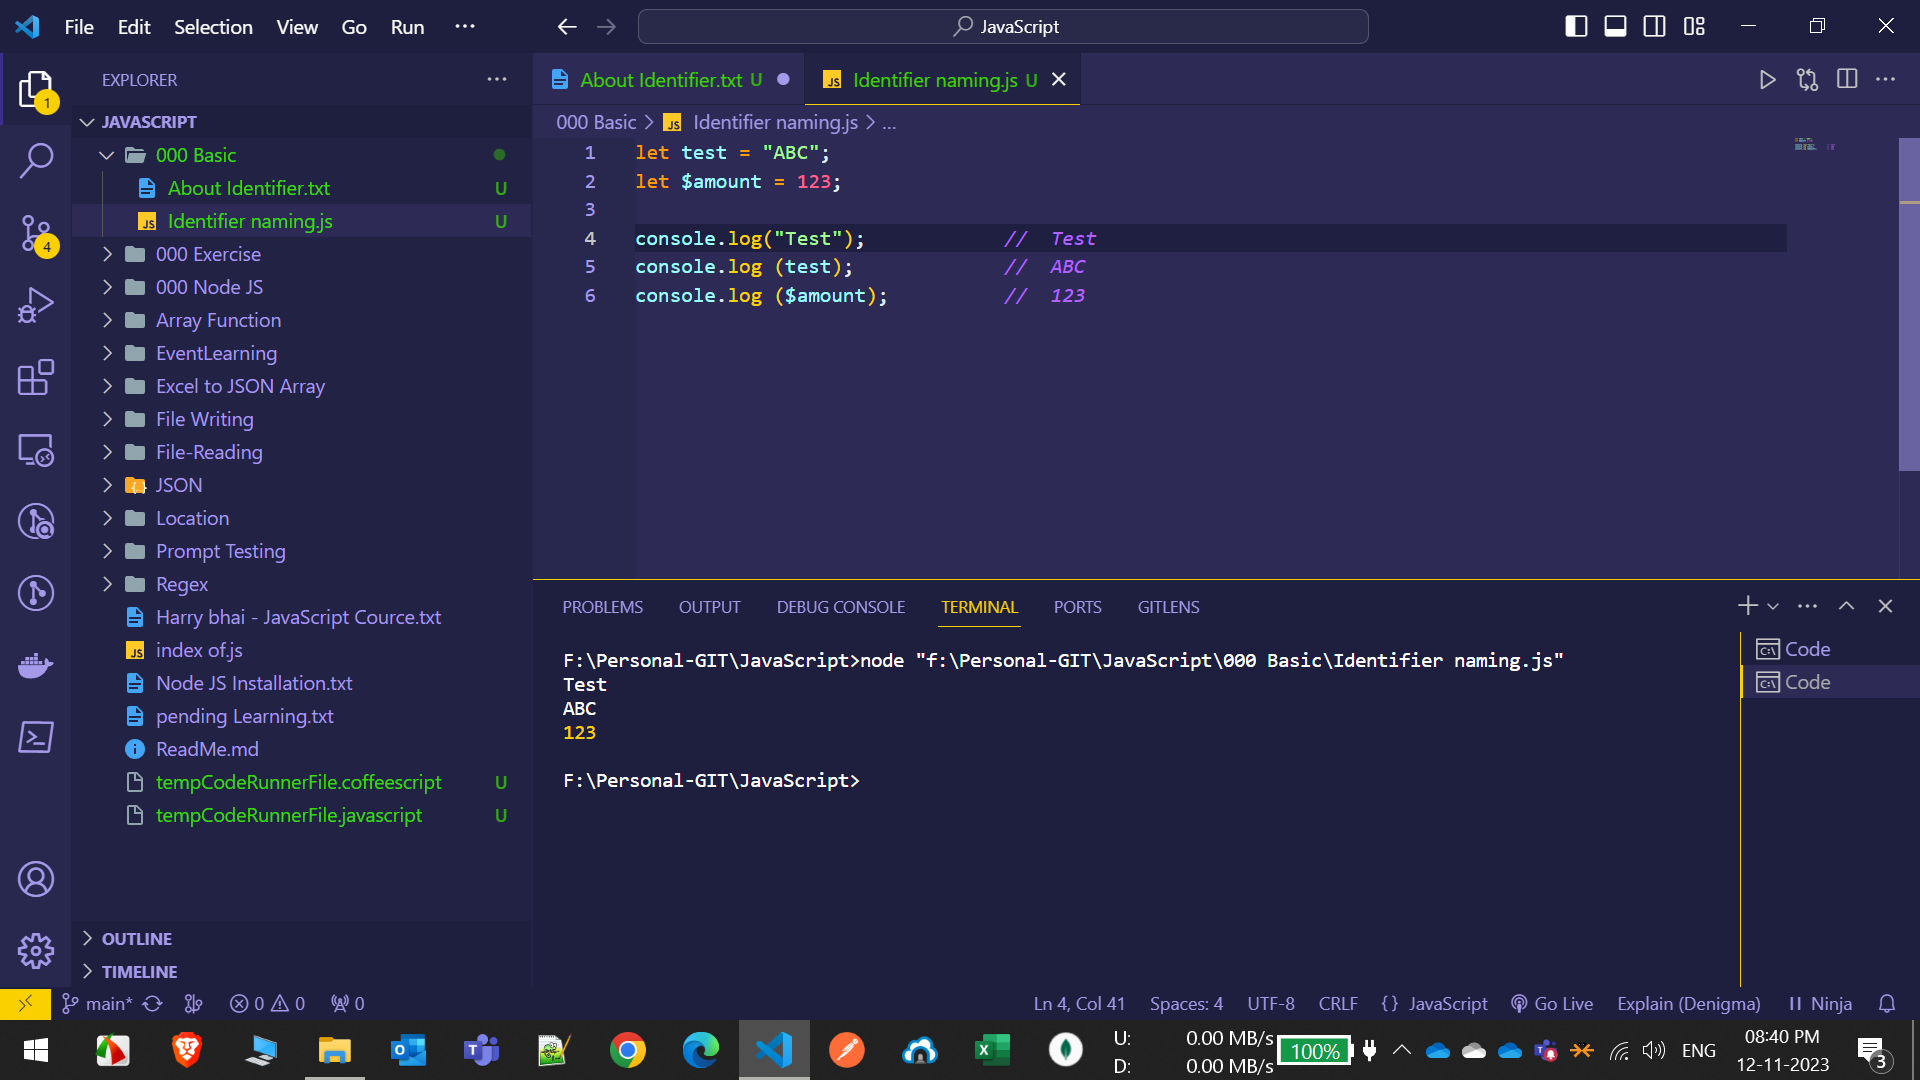 File Edit Selection View Go Run ···
JavaScript
EXPLORER ···
JAVASCRIPT
000 Basic
About Identifier.txt U
JS Identifier naming.js U
000 Exercise
000 Node JS
Array Function
EventLearning
Excel to JSON Array
File Writing
File-Reading
JSON
Location
Prompt Testing
Regex
Harry bhai - JavaScript Cource.txt
JS index of.js
Node JS Installation.txt
pending Learning.txt
ReadMe.md
tempCodeRunnerFile.coffeescript U
tempCodeRunnerFile.javascript U
OUTLINE
TIMELINE
1
4
About Identifier.txt U
JS Identifier naming.js U
000 Basic > JS Identifier naming.js > ...
1 let test = "ABC";
2 let $amount = 123;
3
4 console.log("Test"); // Test
5 console.log (test); // ABC
6 console.log ($amount); // 123
PROBLEMS OUTPUT DEBUG CONSOLE TERMINAL PORTS GITLENS
F:\Personal-GIT\JavaScript>node "f:\Personal-GIT\JavaScript\000 Basic\Identifier naming.js"
Test
ABC
123
F:\Personal-GIT\JavaScript>
Code
Code
main* 0 0 0 Ln 4, Col 41 Spaces: 4 UTF-8 CRLF {} JavaScript Go Live Explain (Denigma) Ninja
U: 0.00 MB/s
D: 0.00 MB/s
100%
ENG
08:40 PM
12-11-2023
3